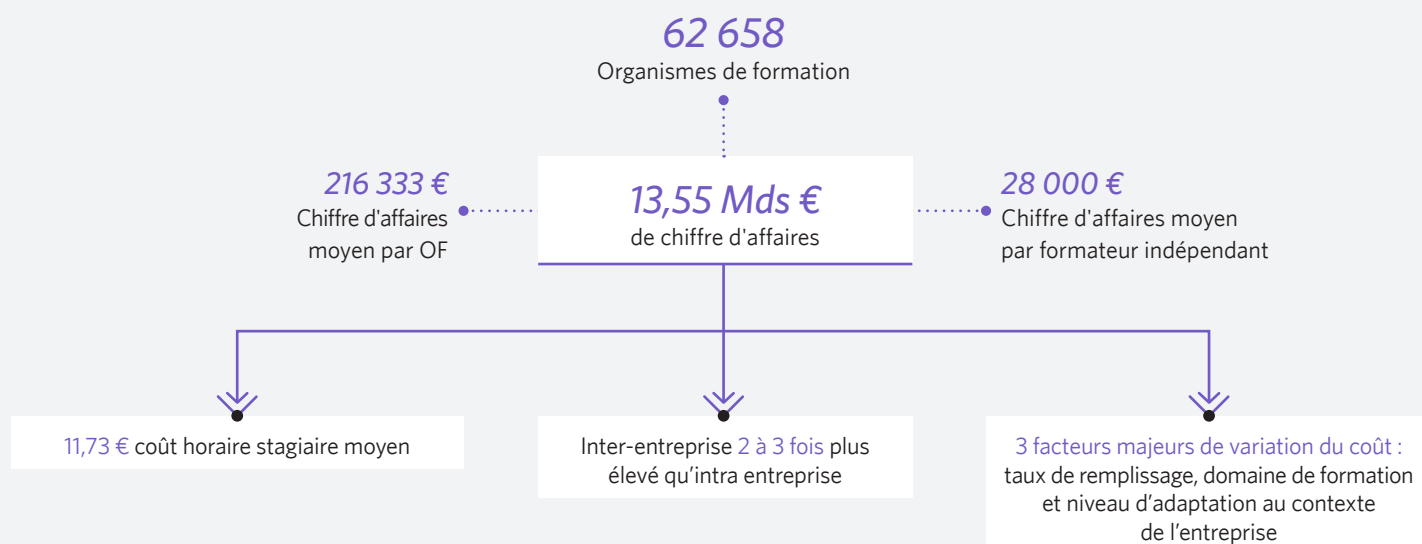 62 658
Organismes de formation
216 333 €
Chiffre d'affaires
moyen par OF
13,55 Mds €
de chiffre d'affaires
28 000 €
Chiffre d'affaires moyen
par formateur indépendant
11,73 € coût horaire stagiaire moyen
Inter-entreprise 2 à 3 fois plus
élevé qu’intra entreprise
3 facteurs majeurs de variation du coût :
taux de remplissage, domaine de formation
et niveau d’adaptation au contexte
de l’entreprise